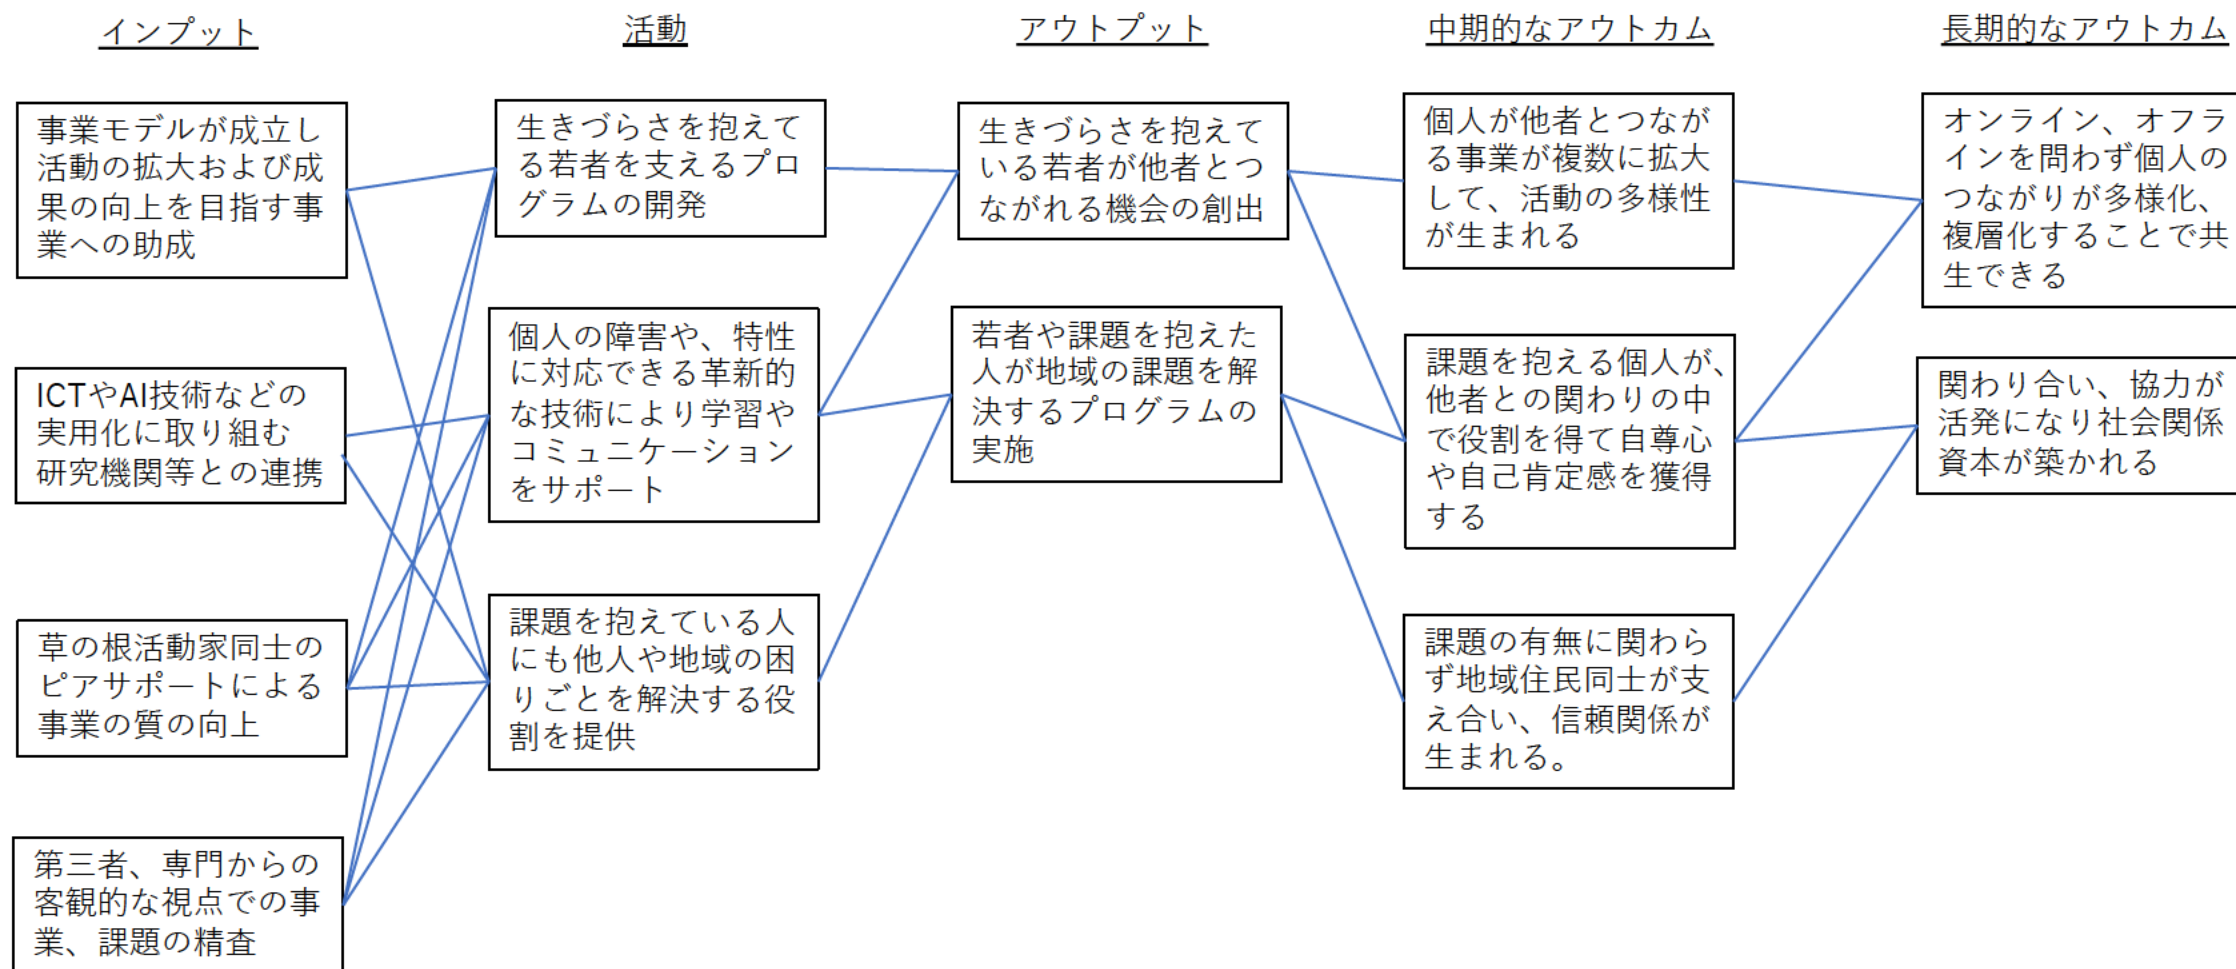 インプット
活動
アウトプット
中期的なアウトカム
長期的なアウトカム
事業モデルが成立し
活動の拡大および成
果の向上を目指す事
業への助成
ICTやAI技術などの
実用化に取り組む
研究機関等との連携
草の根活動家同士の
ピアサポートによる
事業の質の向上
第三者、専門からの
客観的な視点での事
業、課題の精査
生きづらさを抱えて
る若者を支えるプロ
グラムの開発
個人の障害や、特性
に対応できる革新的
な技術により学習や
コミュニケーション
をサポート
課題を抱えている人
にも他人や地域の困
りごとを解決する役
割を提供
生きづらさを抱えて
いる若者が他者とつ
ながれる機会の創出
若者や課題を抱えた
人が地域の課題を解
決するプログラムの
実施
個人が他者とつなが
る事業が複数に拡大
して、活動の多様性
が生まれる
課題を抱える個人が、
他者との関わりの中
で役割を得て自尊心
や自己肯定感を獲得
する
課題の有無に関わら
ず地域住民同士が支
え合い、信頼関係が
生まれる。
オンライン、オフラ
インを問わず個人の
つながりが多様化、
複層化することで共
生できる
関わり合い、協力が
活発になり社会関係
資本が築かれる